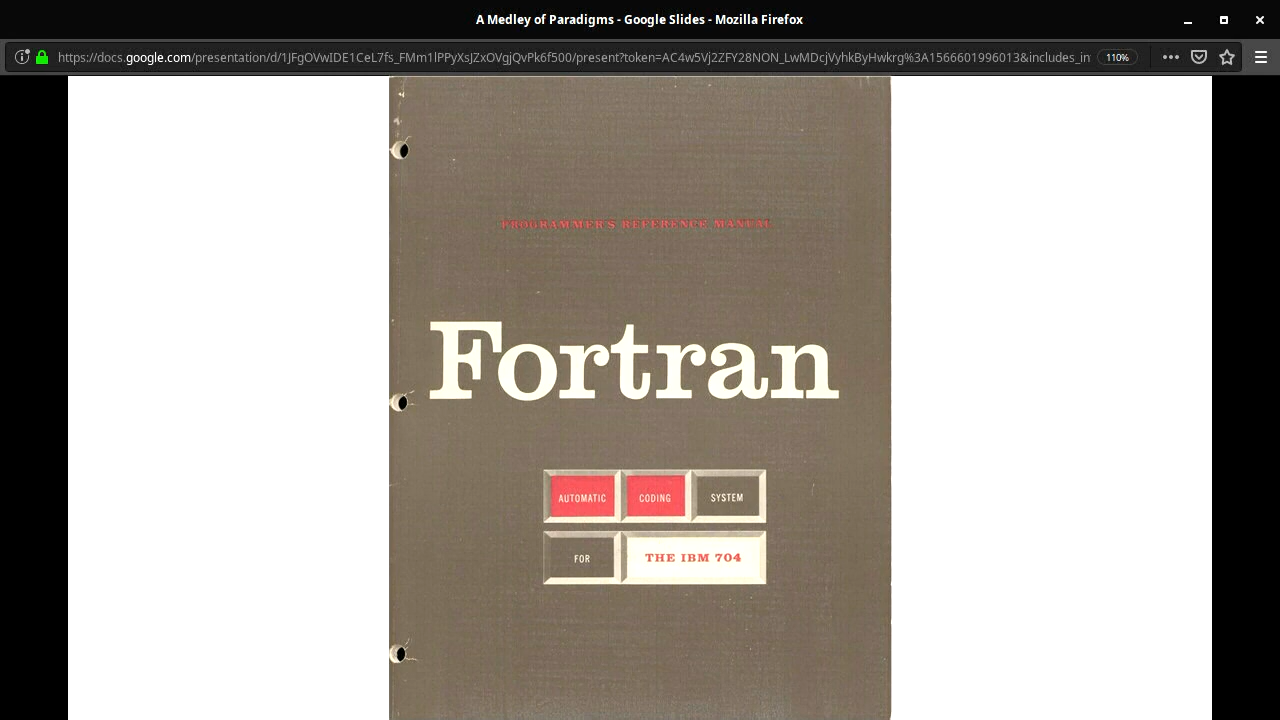 A Medley of Paradigms - Google Slides - Mozilla Firefox
https://docs.google.com/presentation/d/1JFgOVwIDE1CeL7fs_FMm1lPPyXsJZxOVgjQvPk6f500/present?token=AC4w5Vj2ZFY28NON_LwMDcjVyhkByHwkrg%3A1566601996013&includes_in
110%
PROGRAMMER'S REFERENCE MANUAL
Fortran
AUTOMATIC CODING SYSTEM
FOR THE IBM 704